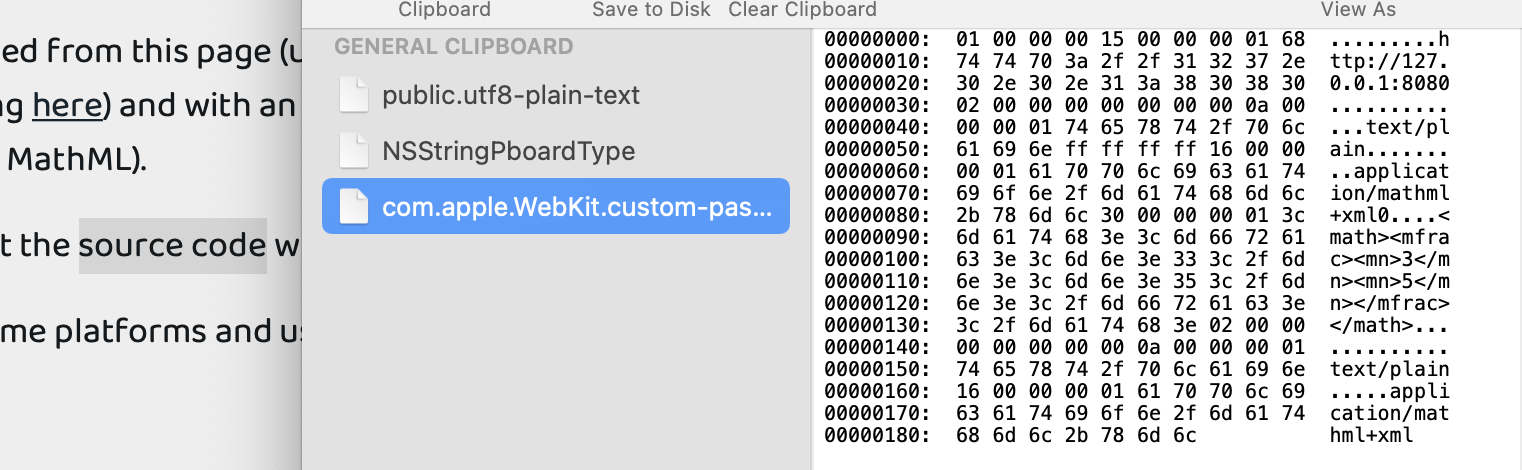 Clipboard Save to Disk Clear Clipboard View As
ed from this page (u
ng here) and with an
MathML).
t the source code w
me platforms and us
GENERAL CLIPBOARD
public.utf8-plain-text
NSStringPboardType
com.apple.WebKit.custom-pas...
00000000: 01 00 00 00 15 00 00 00 01 68 .........h
00000010: 74 74 70 3a 2f 2f 31 32 37 2e ttp://127.
00000020: 30 2e 30 2e 31 3a 38 30 38 30 0.0.1:8080
00000030: 02 00 00 00 00 00 00 00 0a 00 ..........
00000040: 00 00 01 74 65 78 74 2f 70 6c ...text/pl
00000050: 61 69 6e ff ff ff ff 16 00 00 ain.......
00000060: 00 01 61 70 70 6c 69 63 61 74 ..applicat
00000070: 69 6f 6e 2f 6d 61 74 68 6d 6c ion/mathml
00000080: 2b 78 6d 6c 30 00 00 00 01 3c +xml0....<
00000090: 6d 61 74 68 3e 3c 6d 66 72 61 math><mfra
00000100: 63 3e 3c 6d 6e 3e 33 3c 2f 6d c><mn>3</m
00000110: 6e 3e 3c 6d 6e 3e 35 3c 2f 6d n><mn>5</m
00000120: 6e 3e 3c 2f 6d 66 72 61 63 3e n></mfrac>
00000130: 3c 2f 6d 61 74 68 3e 02 00 00 </math>...
00000140: 00 00 00 00 00 0a 00 00 00 01 ..........
00000150: 74 65 78 74 2f 70 6c 61 69 6e text/plain
00000160: 16 00 00 00 01 61 70 70 6c 69 .....appli
00000170: 63 61 74 69 6f 6e 2f 6d 61 74 cation/mat
00000180: 68 6d 6c 2b 78 6d 6c hml+xml